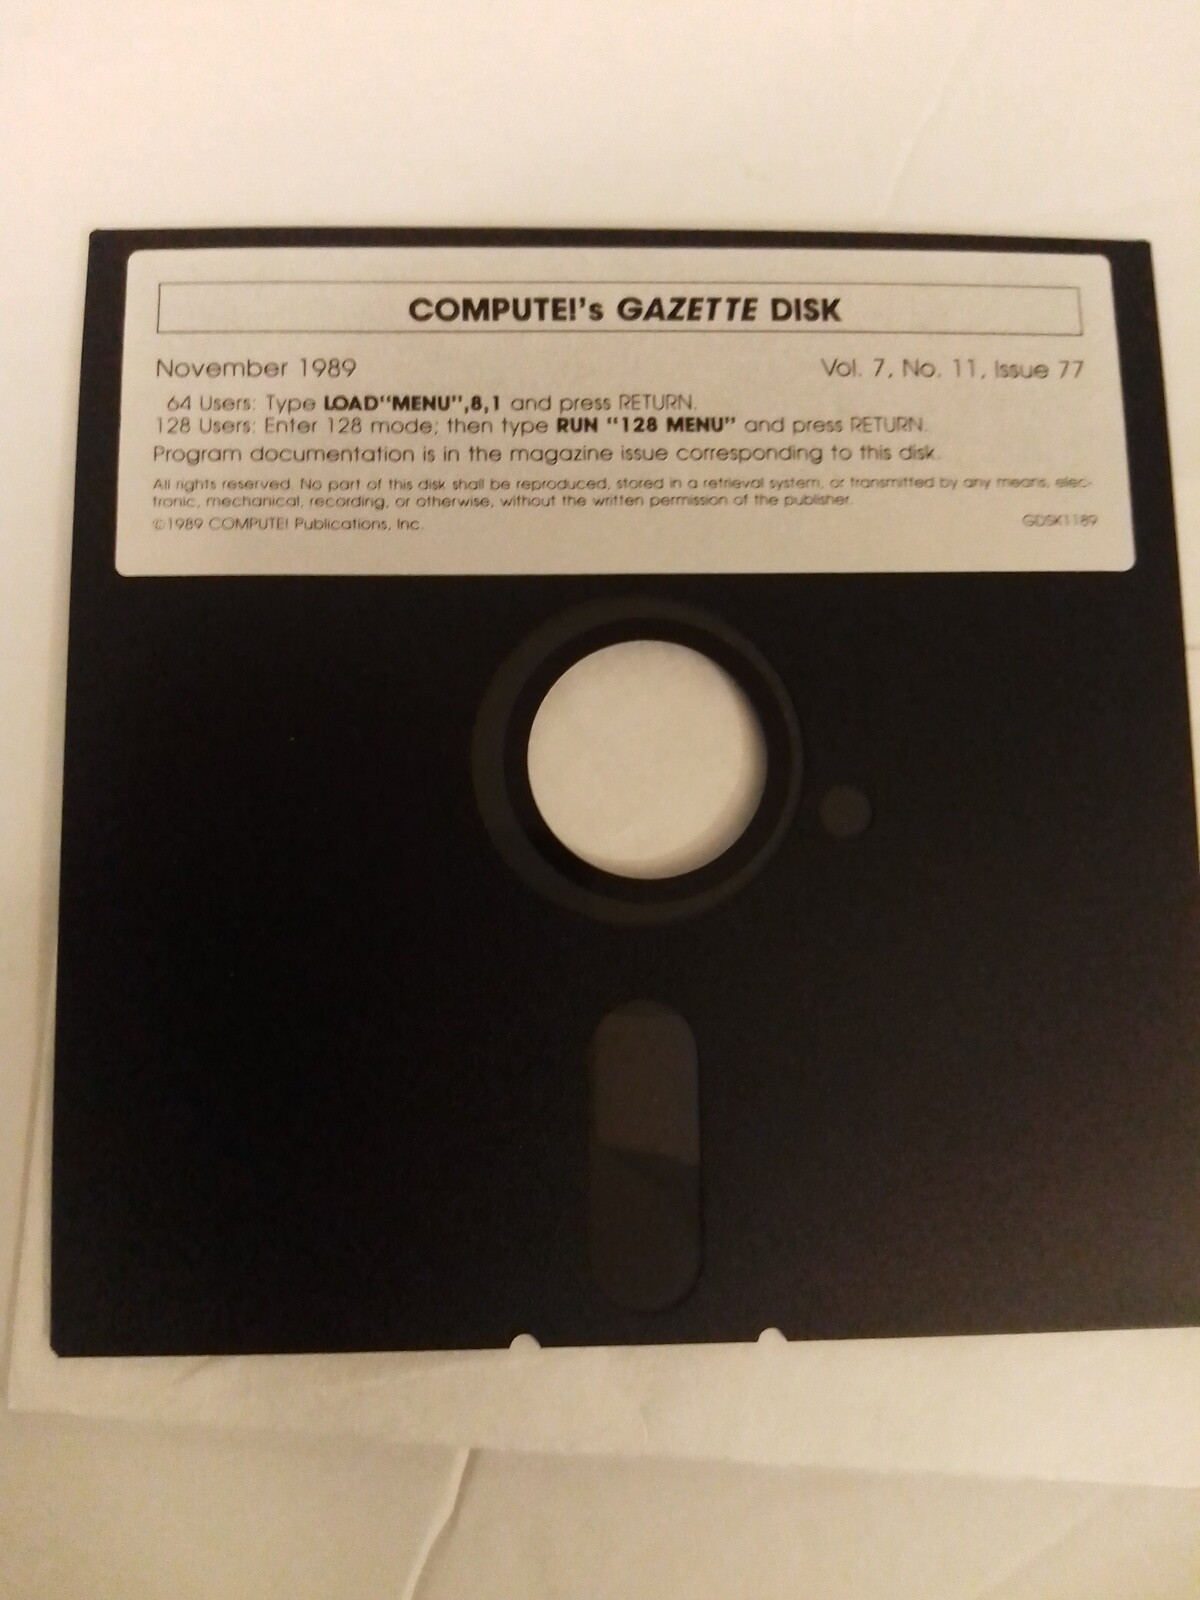 COMPUTE!'s GAZETTE DISK
November 1989 Vol. 7, No. 11, Issue 77
64 Users: Type LOAD"MENU",8,1 and press RETURN.
128 Users: Enter 128 mode; then type RUN "128 MENU" and press RETURN.
Program documentation is in the magazine issue corresponding to this disk.
All rights reserved. No part of this disk shall be reproduced, stored in a retrieval system, or transmitted by any means, elec-
tronic, mechanical, recording, or otherwise, without the written permission of the publisher.
©1989 COMPUTE! Publications, Inc. GDSK1189